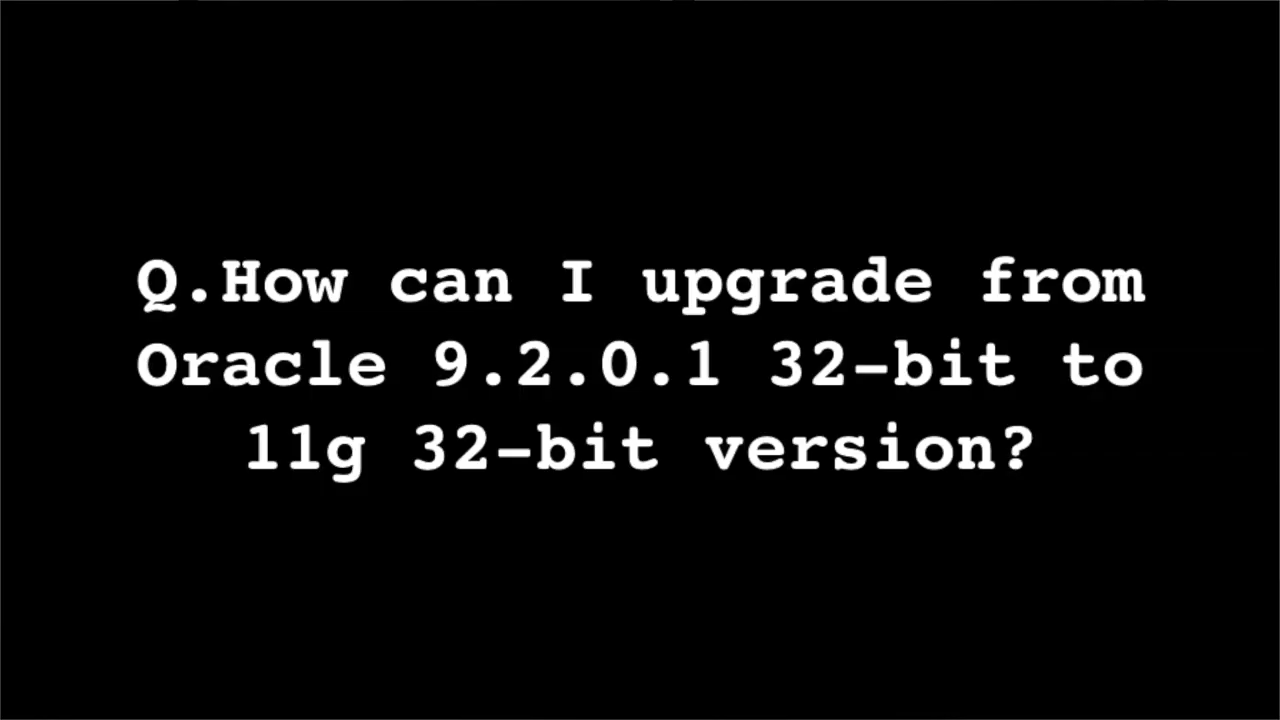 Q.How can I upgrade from
Oracle 9.2.0.1 32-bit to
11g 32-bit version?